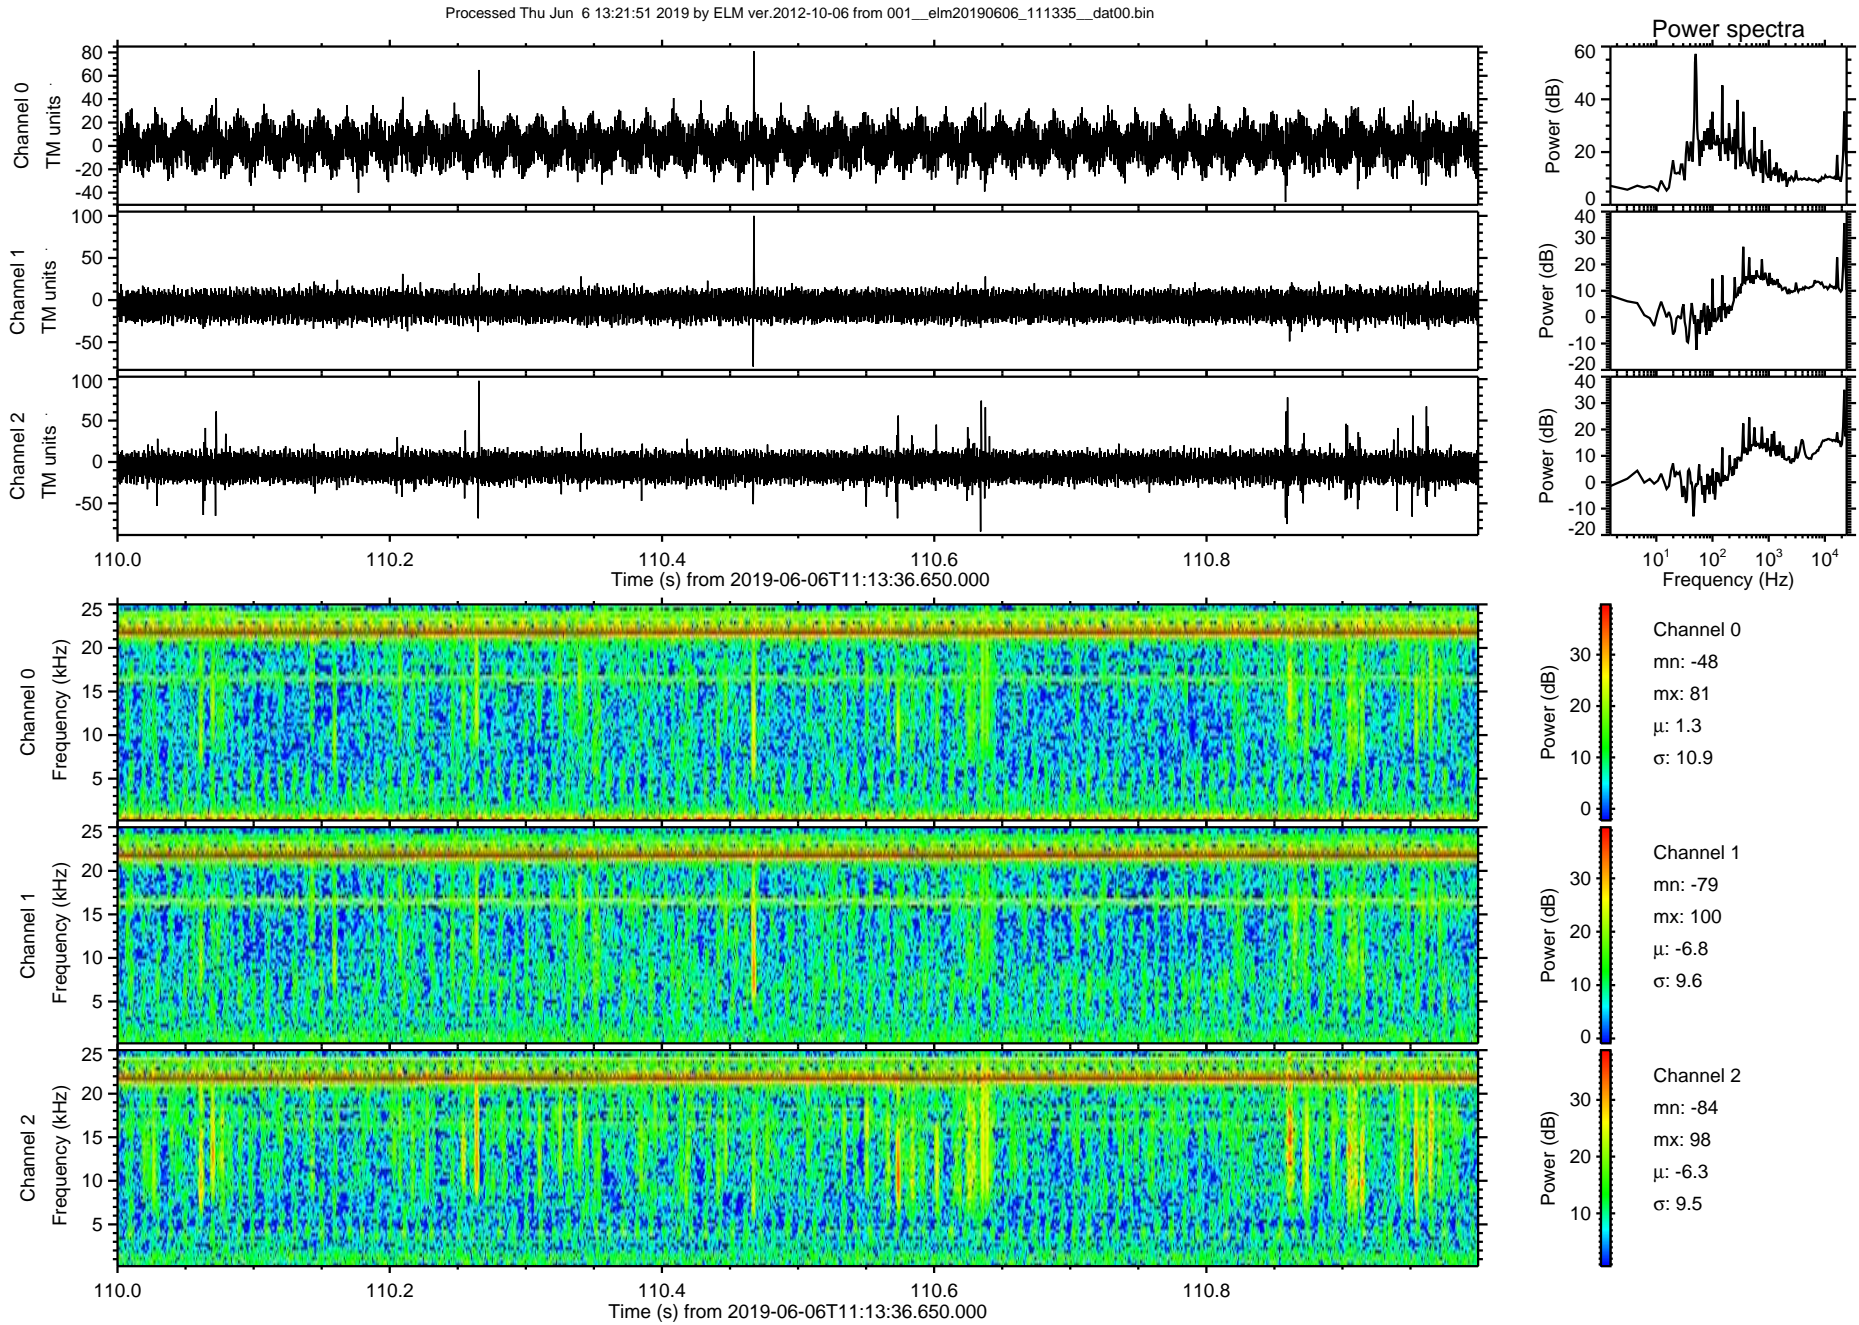 Processed Thu Jun  6 13:21:51 2019 by ELM ver.2012-10-06 from 001__elm20190606_111335__dat00.bin
Power spectra
Channel 0
TM units
80
60
40
20
0
-20
-40
Power (dB)
60
40
20
0
Channel 1
TM units
100
50
0
-50
Power (dB)
40
30
20
10
0
-10
-20
Channel 2
TM units
100
50
0
-50
Power (dB)
40
30
20
10
0
-10
-20
110.0 110.2 110.4 110.6 110.8
Time (s) from 2019-06-06T11:13:36.650.000
10^1 10^2 10^3 10^4
Frequency (Hz)
Channel 0
Frequency (kHz)
25
20
15
10
5
Power (dB)
30
20
10
0
Channel 0
mn: -48
mx: 81
μ: 1.3
σ: 10.9
Channel 1
Frequency (kHz)
25
20
15
10
5
Power (dB)
30
20
10
0
Channel 1
mn: -79
mx: 100
μ: -6.8
σ: 9.6
Channel 2
Frequency (kHz)
25
20
15
10
5
Power (dB)
30
20
10
Channel 2
mn: -84
mx: 98
μ: -6.3
σ: 9.5
110.0 110.2 110.4 110.6 110.8
Time (s) from 2019-06-06T11:13:36.650.000